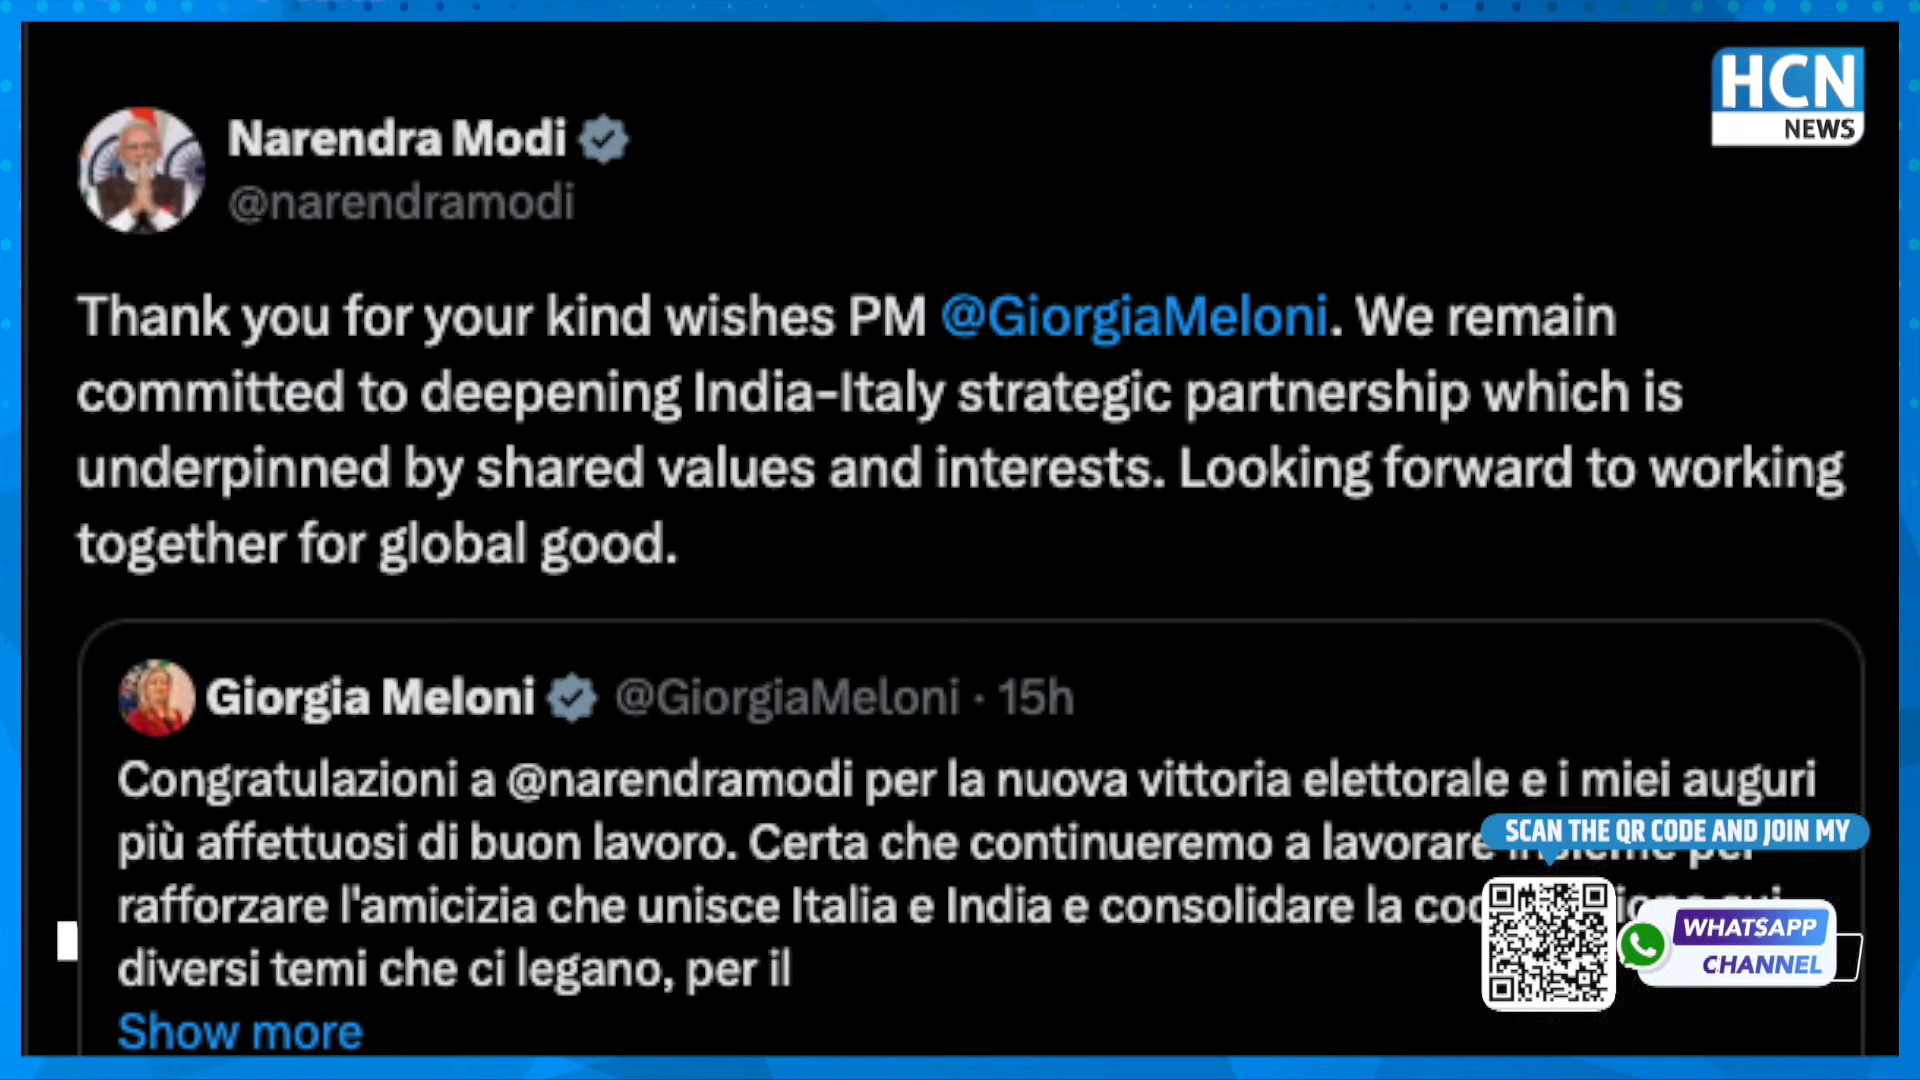 HCN
NEWS
Narendra Modi
@narendramodi
Thank you for your kind wishes PM @GiorgiaMeloni. We remain
committed to deepening India-Italy strategic partnership which is
underpinned by shared values and interests. Looking forward to working
together for global good.
Giorgia Meloni @GiorgiaMeloni · 15h
Congratulazioni a @narendramodi per la nuova vittoria elettorale e i miei auguri
più affettuosi di buon lavoro. Certa che continueremo a lavorare
rafforzare l'amicizia che unisce Italia e India e consolidare la
diversi temi che ci legano, per il
Show more
SCAN THE QR CODE AND JOIN MY
WHATSAPP
CHANNEL